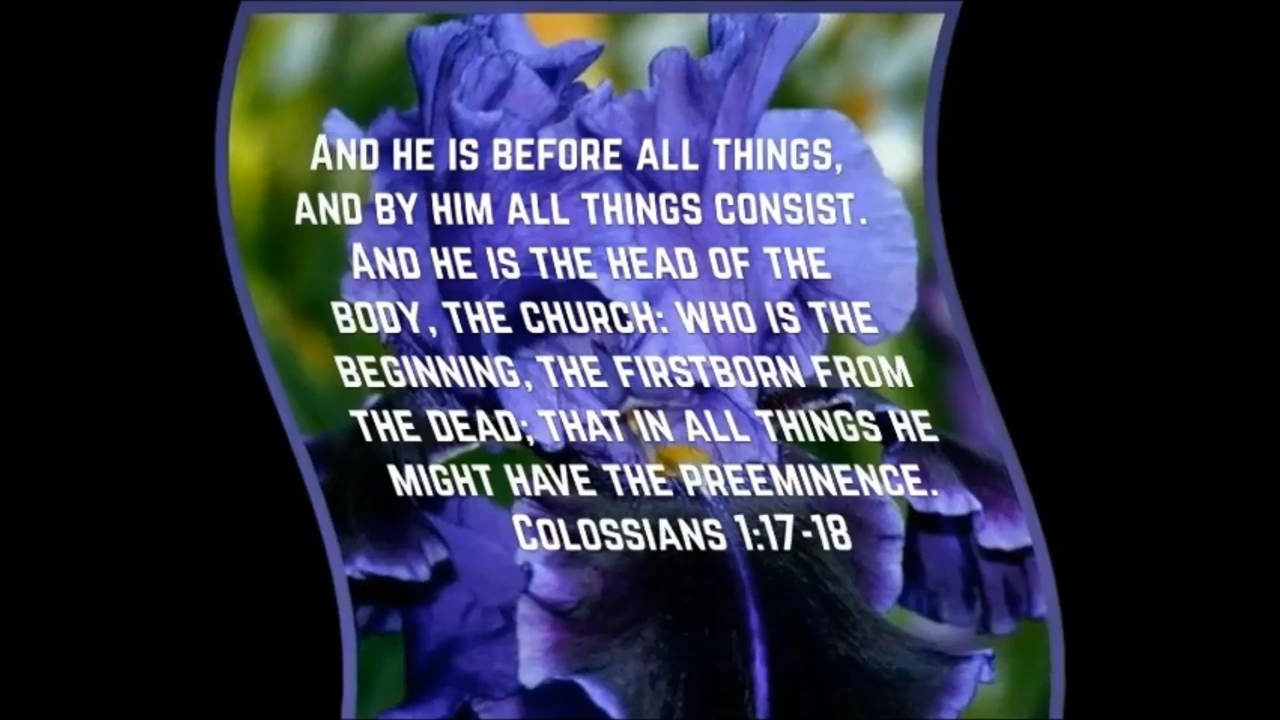 And he is before all things,
and by him all things consist.
And he is the head of the
body, the church: who is the
beginning, the firstborn from
the dead; that in all things he
might have the preeminence.
Colossians 1:17-18